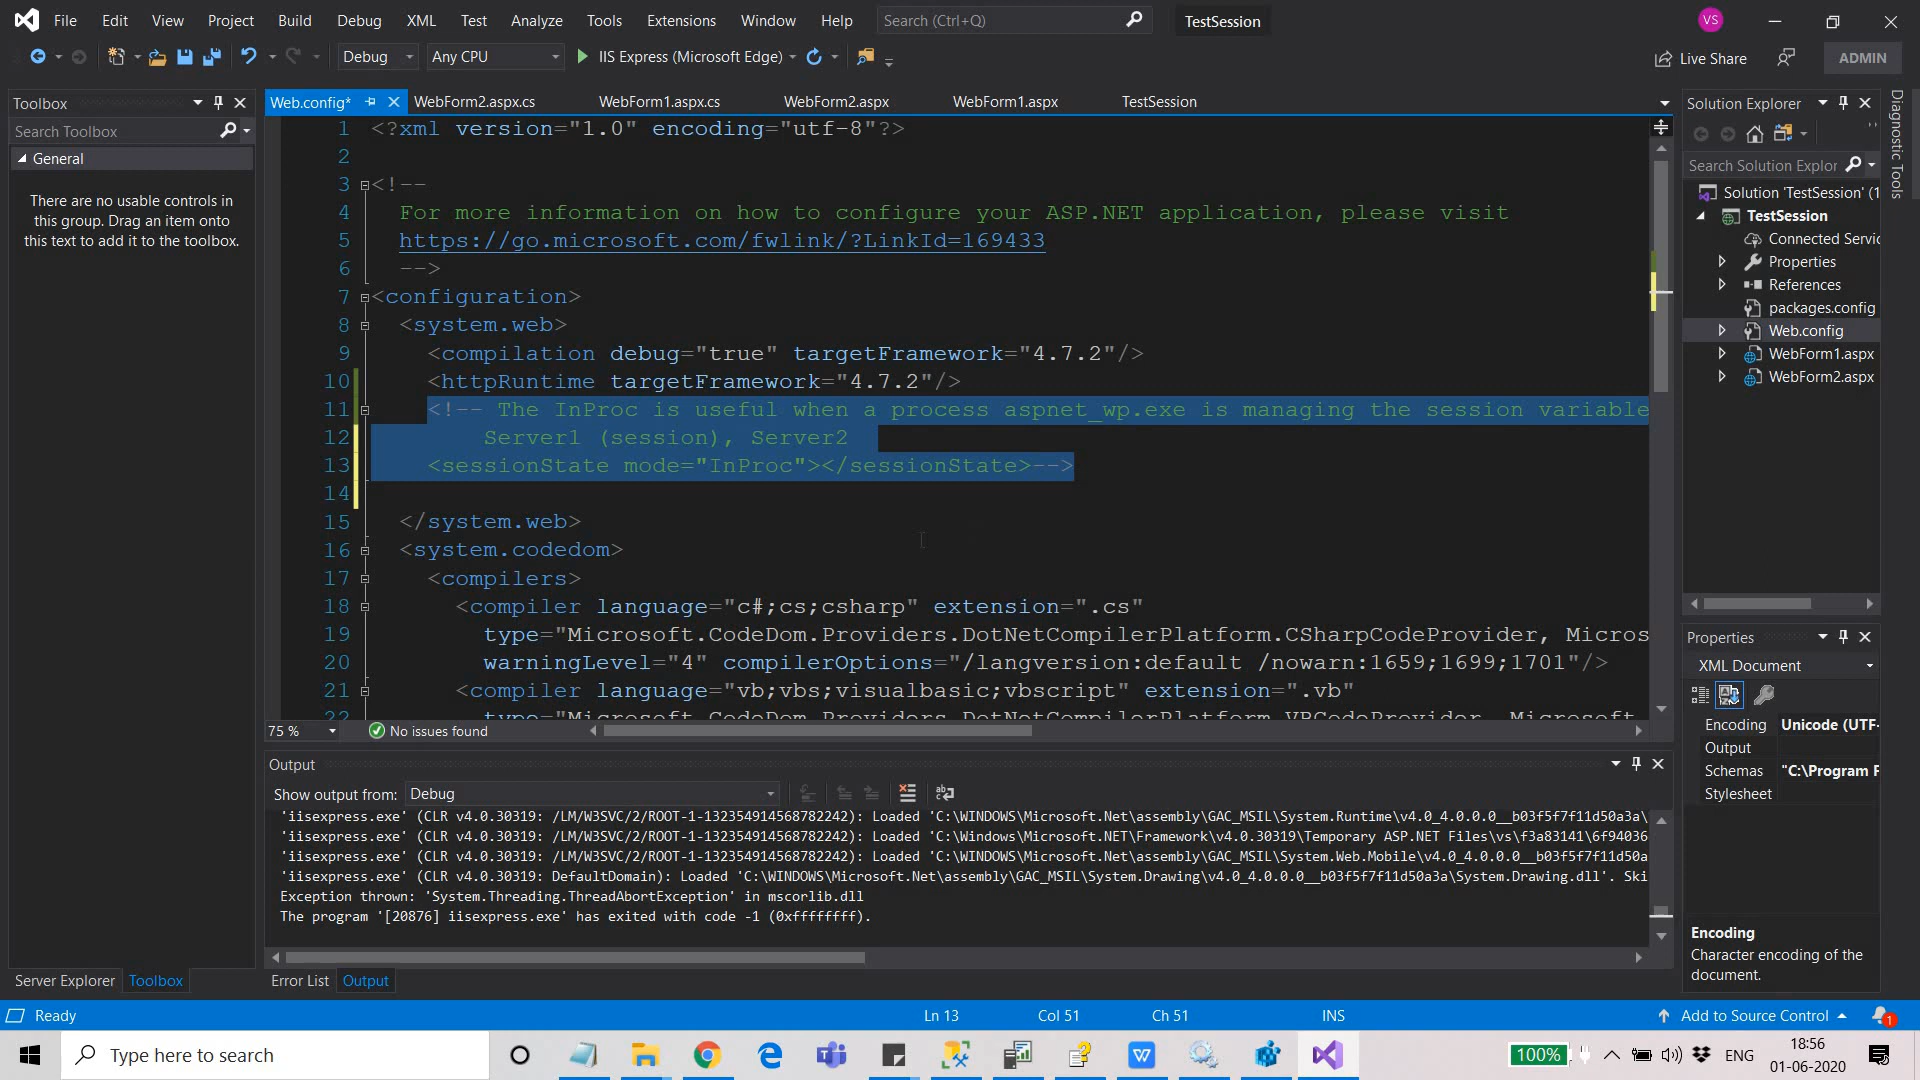 File Edit View Project Build Debug XML Test Analyze Tools Extensions Window Help Search (Ctrl+Q) TestSession VS
Debug Any CPU IIS Express (Microsoft Edge) Live Share ADMIN
Toolbox
Search Toolbox
General
There are no usable controls in
this group. Drag an item onto
this text to add it to the toolbox.
Server Explorer Toolbox
Web.config* WebForm2.aspx.cs WebForm1.aspx.cs WebForm2.aspx WebForm1.aspx TestSession
1 <?xml version="1.0" encoding="utf-8"?>
2
3 <!--
4 For more information on how to configure your ASP.NET application, please visit
5 https://go.microsoft.com/fwlink/?LinkId=169433
6 -->
7 <configuration>
8 <system.web>
9 <compilation debug="true" targetFramework="4.7.2"/>
10 <httpRuntime targetFramework="4.7.2"/>
11 <!-- The InProc is useful when a process aspnet_wp.exe is managing the session variable
12 Server1 (session), Server2
13 <sessionState mode="InProc"></sessionState>-->
14
15 </system.web>
16 <system.codedom>
17 <compilers>
18 <compiler language="c#;cs;csharp" extension=".cs"
19 type="Microsoft.CodeDom.Providers.DotNetCompilerPlatform.CSharpCodeProvider, Micros
20 warningLevel="4" compilerOptions="/langversion:default /nowarn:1659;1699;1701"/>
21 <compiler language="vb;vbs;visualbasic;vbscript" extension=".vb"
22 type="Microsoft.CodeDom.Providers.DotNetCompilerPlatform.VBCodeProvider, Microsoft
75 % No issues found
Output
Show output from: Debug
'iisexpress.exe' (CLR v4.0.30319: /LM/W3SVC/2/ROOT-1-132354914568782242): Loaded 'C:\WINDOWS\Microsoft.Net\assembly\GAC_MSIL\System.Runtime\v4.0_4.0.0.0__b03f5f7f11d50a3a\
'iisexpress.exe' (CLR v4.0.30319: /LM/W3SVC/2/ROOT-1-132354914568782242): Loaded 'C:\Windows\Microsoft.NET\Framework\v4.0.30319\Temporary ASP.NET Files\vs\f3a83141\6f94036
'iisexpress.exe' (CLR v4.0.30319: /LM/W3SVC/2/ROOT-1-132354914568782242): Loaded 'C:\WINDOWS\Microsoft.Net\assembly\GAC_MSIL\System.Web.Mobile\v4.0_4.0.0.0__b03f5f7f11d50a
'iisexpress.exe' (CLR v4.0.30319: DefaultDomain): Loaded 'C:\WINDOWS\Microsoft.Net\assembly\GAC_MSIL\System.Drawing\v4.0_4.0.0.0__b03f5f7f11d50a3a\System.Drawing.dll'. Ski
Exception thrown: 'System.Threading.ThreadAbortException' in mscorlib.dll
The program '[20876] iisexpress.exe' has exited with code -1 (0xffffffff).
Error List Output
Solution Explorer
Search Solution Explor
Solution 'TestSession' (1
TestSession
Connected Servic
Properties
References
packages.config
Web.config
WebForm1.aspx
WebForm2.aspx
Diagnostic Tools
Properties
XML Document
Encoding Unicode (UTF-
Output
Schemas "C:\Program F
Stylesheet
Encoding
Character encoding of the
document.
Ready Ln 13 Col 51 Ch 51 INS Add to Source Control 1
Type here to search 100% ENG 18:56
01-06-2020